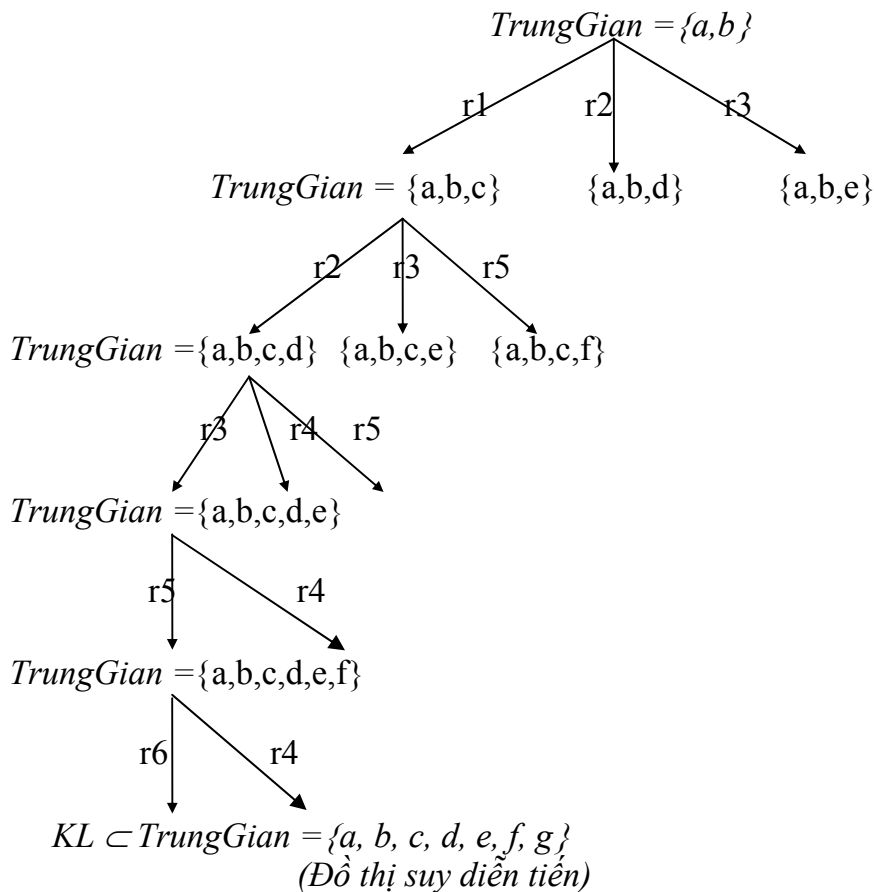 TrungGian ={a,b}
r1 r2 r3
TrungGian = {a,b,c} {a,b,d} {a,b,e}
r2 r3 r5
TrungGian ={a,b,c,d} {a,b,c,e} {a,b,c,f}
r3 r4 r5
TrungGian ={a,b,c,d,e}
r5 r4
TrungGian ={a,b,c,d,e,f}
r6 r4
KL ⊂ TrungGian ={a, b, c, d, e, f, g}
(Đồ thị suy diễn tiến)